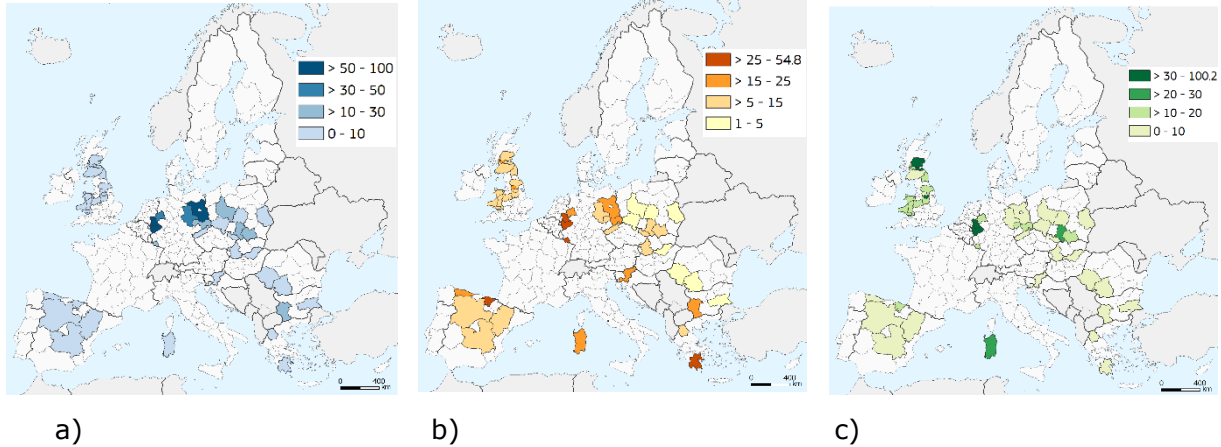 > 50 - 100
> 30 - 50
> 10 - 30
0 - 10
0 400
km
a)
> 25 - 54.8
> 15 - 25
> 5 - 15
1 - 5
0 400
km
b)
> 30 - 100.2
> 20 - 30
> 10 - 20
0 - 10
0 400
km
c)